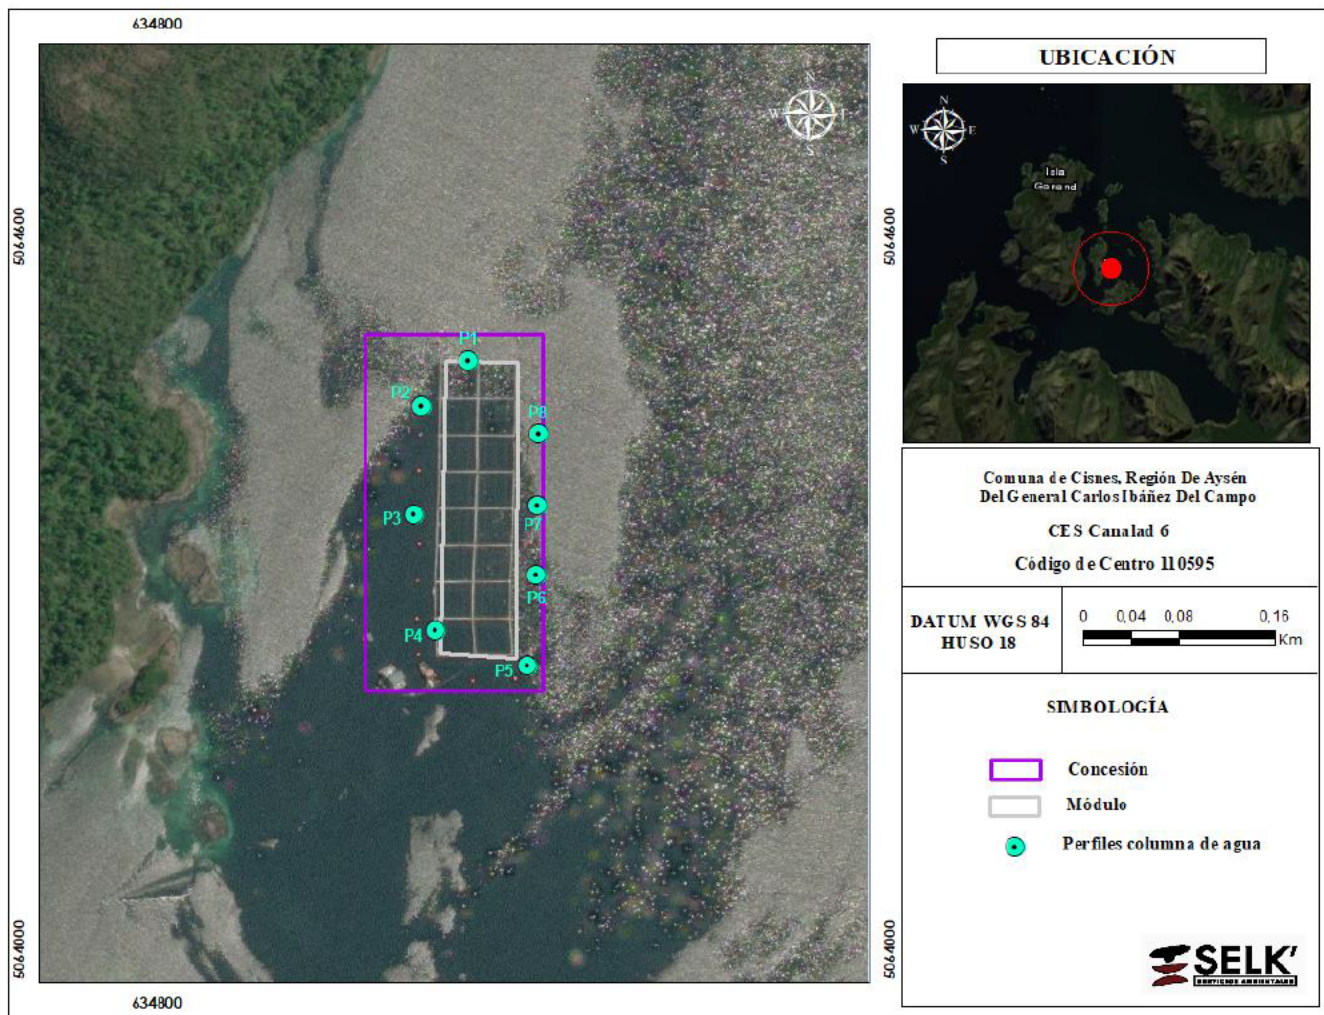 634800
5064600
5064000
634800
N
W
S
P1
P2
P3
P4
P5
P6
P7
P8
5064600
5064000
UBICACIÓN
N
W E
S
Isla
Comuna de Cisnes, Región De Aysén
Del General Carlos Ibáñez Del Campo
CES Canalad 6
Código de Centro 110595
DATUM WGS 84
HUSO 18
0 0,04 0,08 0,16
Km
SIMBOLOGÍA
Concesión
Módulo
Perfiles columna de agua
SELK'
SERVICIOS AMBIENTALES